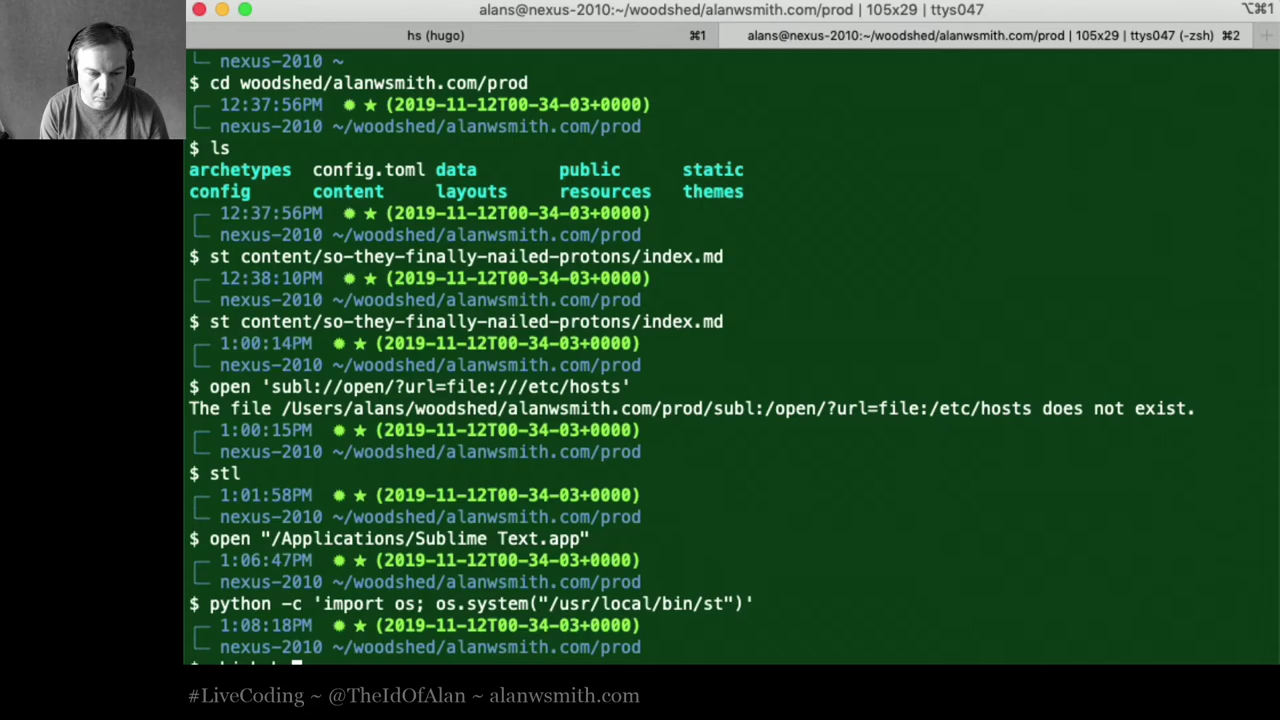 alans@nexus-2010:~/woodshed/alanwsmith.com/prod | 105x29 | ttys047 ⌥⌘1
hs (hugo) ⌘1 alans@nexus-2010:~/woodshed/alanwsmith.com/prod | 105x29 | ttys047 (-zsh) ⌘2 +
nexus-2010 ~
$ cd woodshed/alanwsmith.com/prod
12:37:56PM ✹ ★ (2019-11-12T00-34-03+0000)
nexus-2010 ~/woodshed/alanwsmith.com/prod
$ ls
archetypes config.toml data public static
config content layouts resources themes
12:37:56PM ✹ ★ (2019-11-12T00-34-03+0000)
nexus-2010 ~/woodshed/alanwsmith.com/prod
$ st content/so-they-finally-nailed-protons/index.md
12:38:10PM ✹ ★ (2019-11-12T00-34-03+0000)
nexus-2010 ~/woodshed/alanwsmith.com/prod
$ st content/so-they-finally-nailed-protons/index.md
1:00:14PM ✹ ★ (2019-11-12T00-34-03+0000)
nexus-2010 ~/woodshed/alanwsmith.com/prod
$ open 'subl://open/?url=file:///etc/hosts'
The file /Users/alans/woodshed/alanwsmith.com/prod/subl:/open/?url=file:/etc/hosts does not exist.
1:00:15PM ✹ ★ (2019-11-12T00-34-03+0000)
nexus-2010 ~/woodshed/alanwsmith.com/prod
$ stl
1:01:58PM ✹ ★ (2019-11-12T00-34-03+0000)
nexus-2010 ~/woodshed/alanwsmith.com/prod
$ open "/Applications/Sublime Text.app"
1:06:47PM ✹ ★ (2019-11-12T00-34-03+0000)
nexus-2010 ~/woodshed/alanwsmith.com/prod
$ python -c 'import os; os.system("/usr/local/bin/st")'
1:08:18PM ✹ ★ (2019-11-12T00-34-03+0000)
nexus-2010 ~/woodshed/alanwsmith.com/prod
#LiveCoding ~ @TheIdOfAlan ~ alanwsmith.com